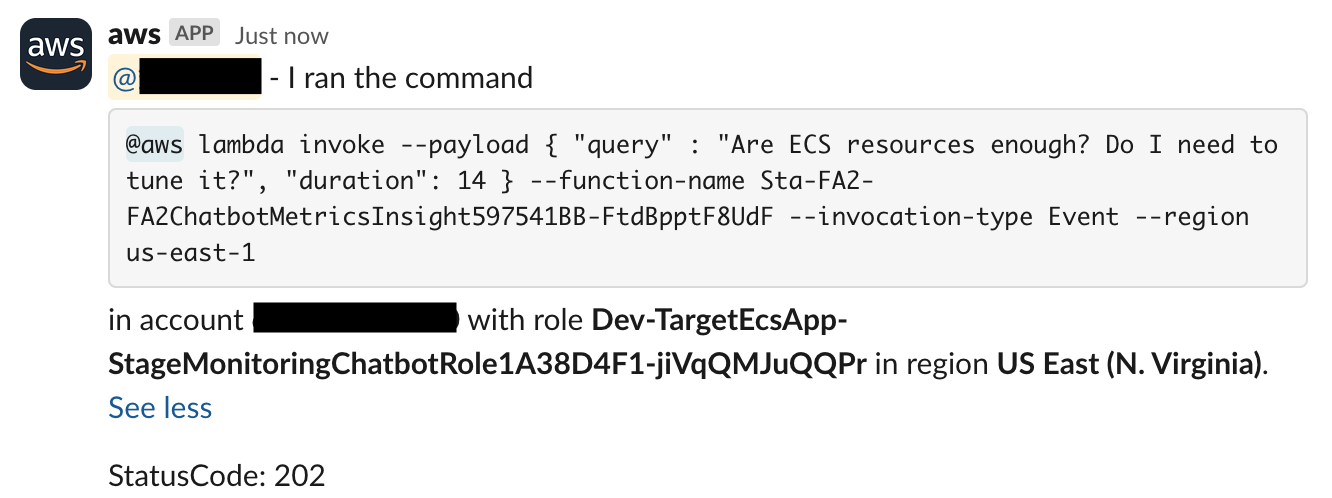 aws
aws APP Just now
@ - I ran the command
@aws lambda invoke --payload { "query" : "Are ECS resources enough? Do I need to
tune it?", "duration": 14 } --function-name Sta-FA2-
FA2ChatbotMetricsInsight597541BB-FtdBpptF8UdF --invocation-type Event --region
us-east-1
in account with role Dev-TargetEcsApp-
StageMonitoringChatbotRole1A38D4F1-jiVqQMJuQQPr in region US East (N. Virginia).
See less
StatusCode: 202